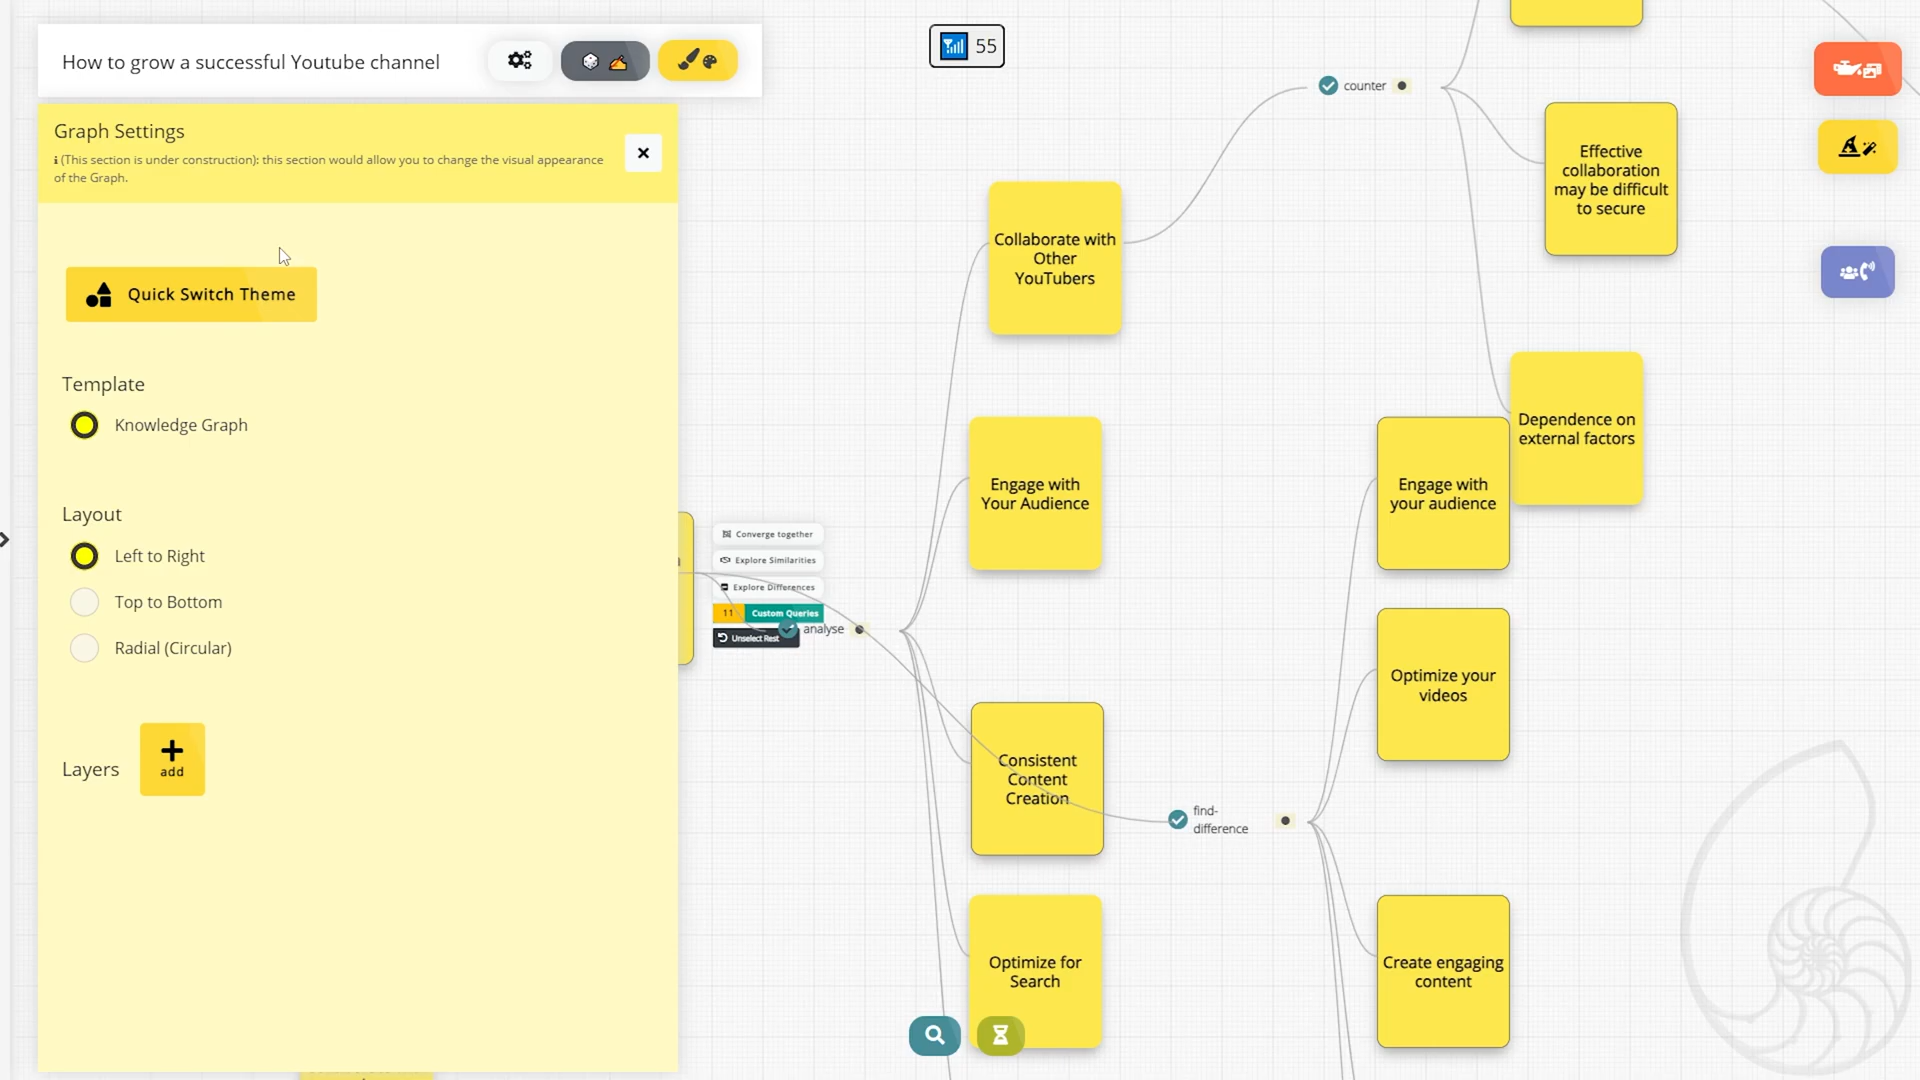 How to grow a successful Youtube channel
55
Graph Settings
i (This section is under construction): this section would allow you to change the visual appearance
of the Graph.
Quick Switch Theme
Template
Knowledge Graph
Layout
Left to Right
Top to Bottom
Radial (Circular)
Layers
add
Converge together
Explore Similarities
Explore Differences
11 Custom Queries
Unselect Rest
analyse
counter
Effective
collaboration
may be difficult
to secure
Collaborate with
Other
YouTubers
Dependence on
external factors
Engage with
Your Audience
Engage with
your audience
Optimize your
videos
Consistent
Content
Creation
find-
difference
Optimize for
Search
Create engaging
content